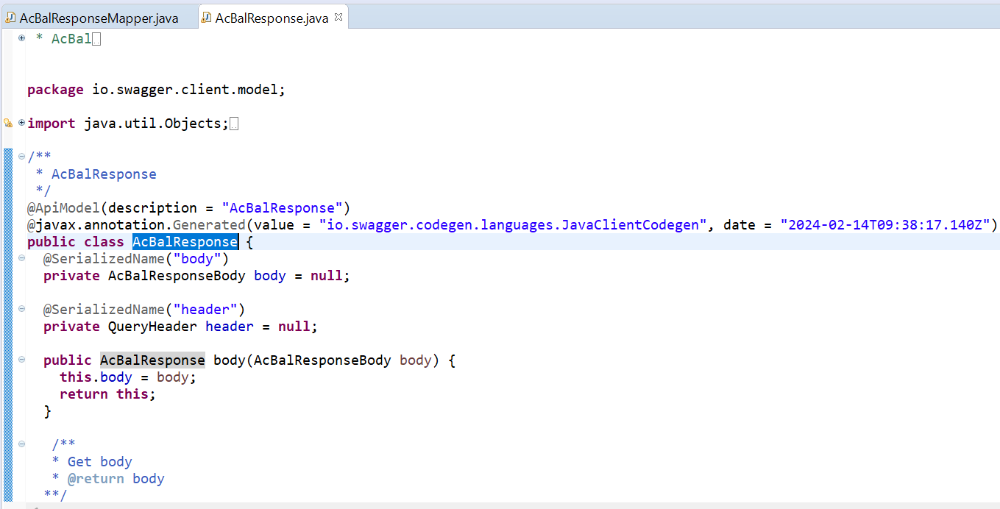 AcBalResponseMapper.java
AcBalResponse.java
* AcBal
package io.swagger.client.model;
import java.util.Objects;
/**
* AcBalResponse
*/
@ApiModel(description = "AcBalResponse")
@javax.annotation.Generated(value = "io.swagger.codegen.languages.JavaClientCodegen", date = "2024-02-14T09:38:17.140Z")
public class AcBalResponse {
@SerializedName("body")
private AcBalResponseBody body = null;
@SerializedName("header")
private QueryHeader header = null;
public AcBalResponse body(AcBalResponseBody body) {
this.body = body;
return this;
}
/**
* Get body
* @return body
**/